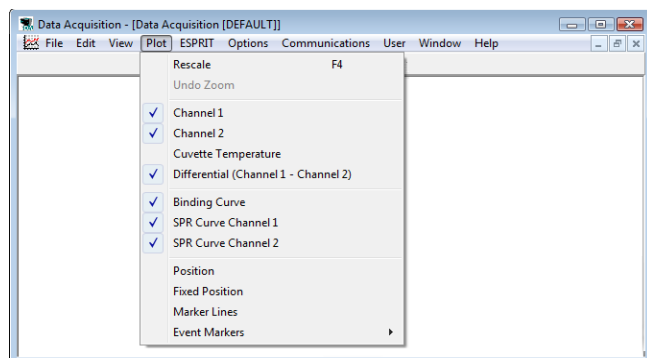 Data Acquisition - [Data Acquisition [DEFAULT]]
File Edit View Plot ESPRIT Options Communications User Window Help
Rescale F4
Undo Zoom
Channel 1
Channel 2
Cuvette Temperature
Differential (Channel 1 - Channel 2)
Binding Curve
SPR Curve Channel 1
SPR Curve Channel 2
Position
Fixed Position
Marker Lines
Event Markers